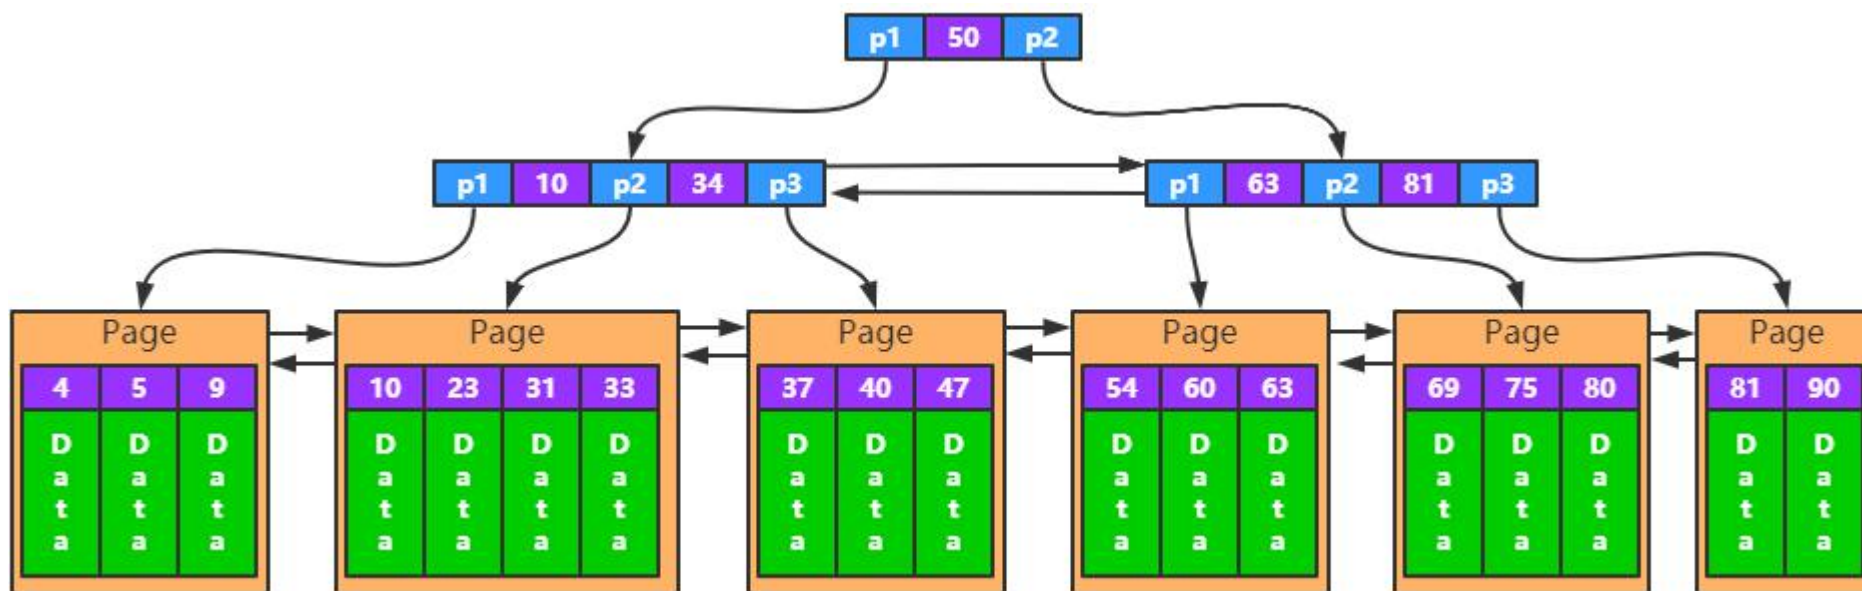 p1 50 p2
p1 10 p2 34 p3
p1 63 p2 81 p3
Page
4 5 9
Data Data Data
Page
10 23 31 33
Data Data Data Data
Page
37 40 47
Data Data Data
Page
54 60 63
Data Data Data
Page
69 75 80
Data Data Data
Page
81 90
Data Data